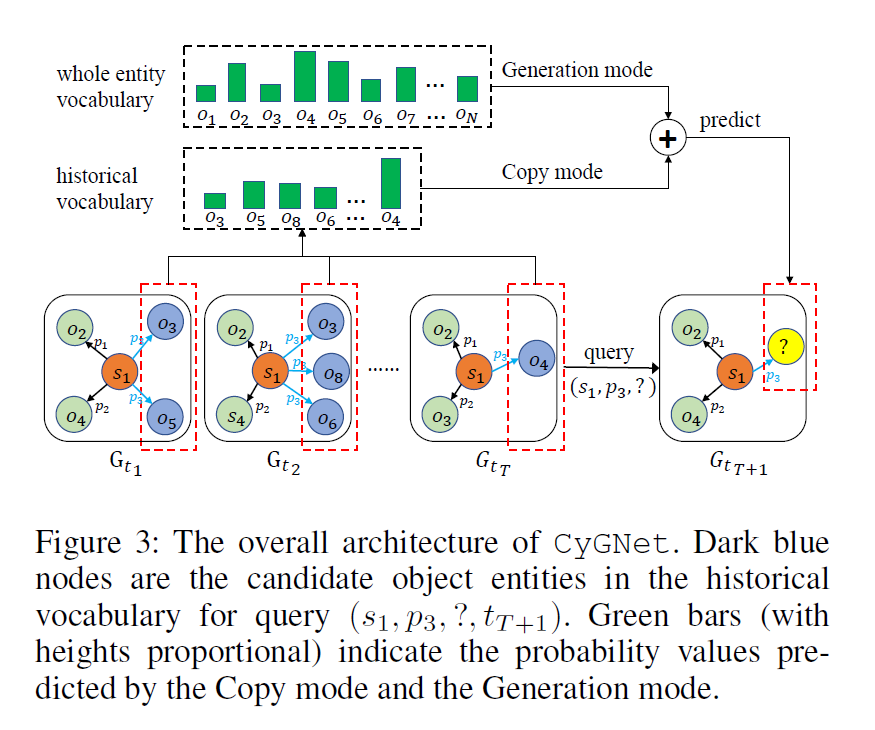 whole entity
vocabulary
o1 o2 o3 o4 o5 o6 o7 ... oN
...
Generation mode
+
predict
historical
vocabulary
o3 o5 o8 o6 ... o4
...
Copy mode
o2 p1 p3 o3
s1
o4 p2 p3 o5
Gt1
o2 p1 p3 o3
s1 p3 o8
s4 p2 p3 o6
Gt2
......
o2 p1 p3 o4
s1
o3 p2
GtT
query
(s1, p3, ?)
o2 p1 ?
s1 p3
o4 p2
GtT+1
Figure 3: The overall architecture of CyGNet. Dark blue
nodes are the candidate object entities in the historical
vocabulary for query (s1, p3, ?, tT+1). Green bars (with
heights proportional) indicate the probability values pre-
dicted by the Copy mode and the Generation mode.